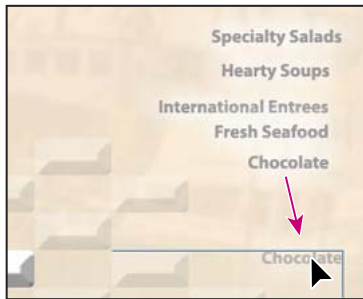 Specialty Salads
Hearty Soups
International Entrees
Fresh Seafood
Chocolate
Chocolate